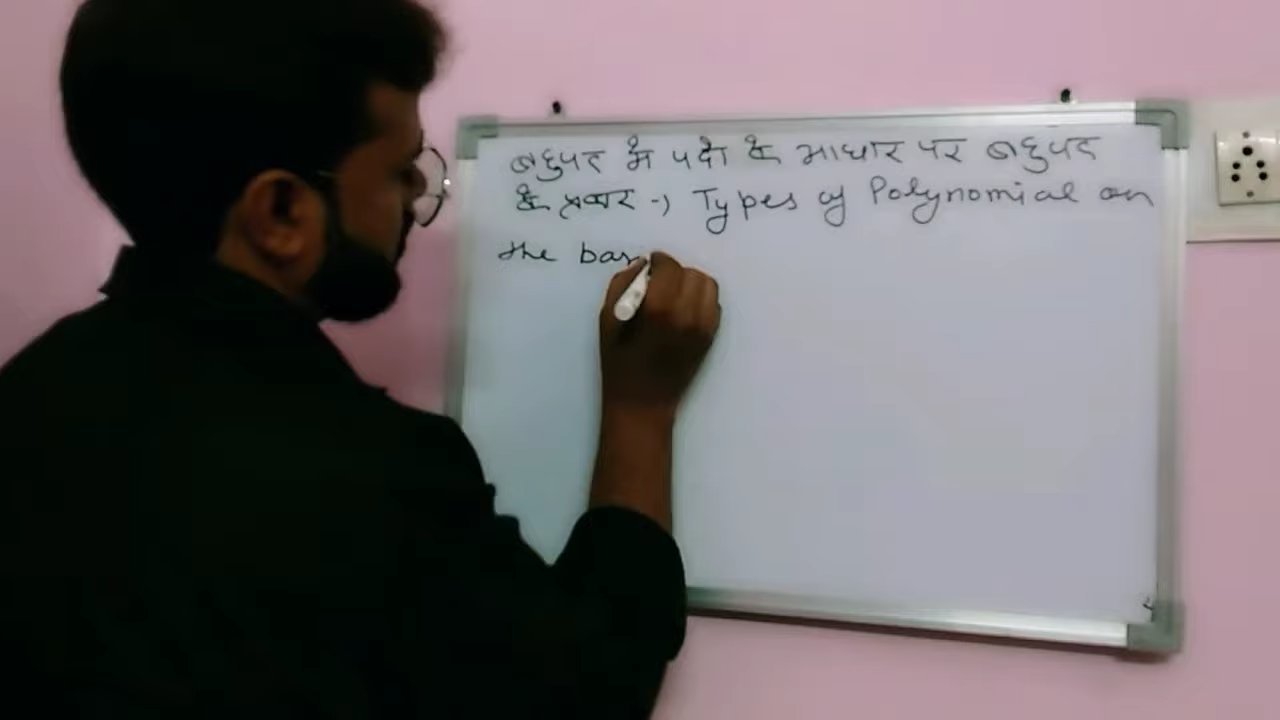 बहुपद में पदों के आधार पर बहुपद
के प्रकार -) Types of Polynomial on
the bas